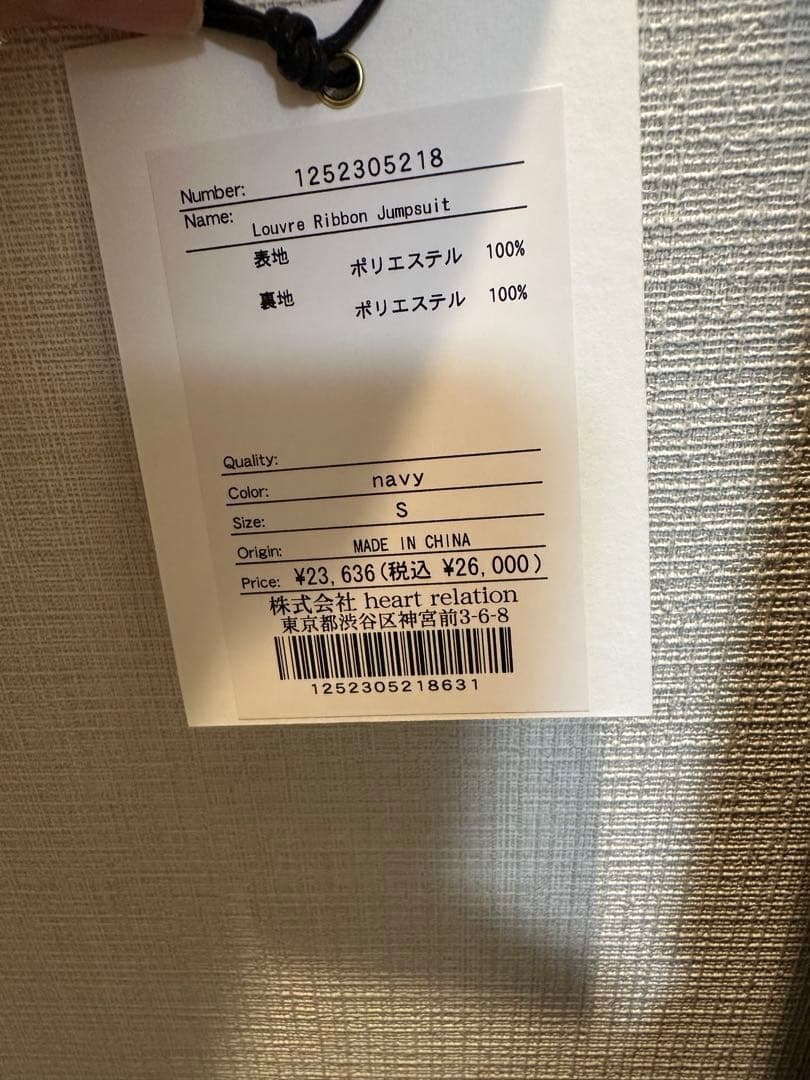 Number: 1252305218
Name: Louvre Ribbon Jumpsuit
表地 ポリエステル 100%
裏地 ポリエステル 100%
Quality:
Color: navy
Size: S
Origin: MADE IN CHINA
Price: ¥23,636(税込 ¥26,000)
株式会社 heart relation
東京都渋谷区神宮前3-6-8
1252305218631